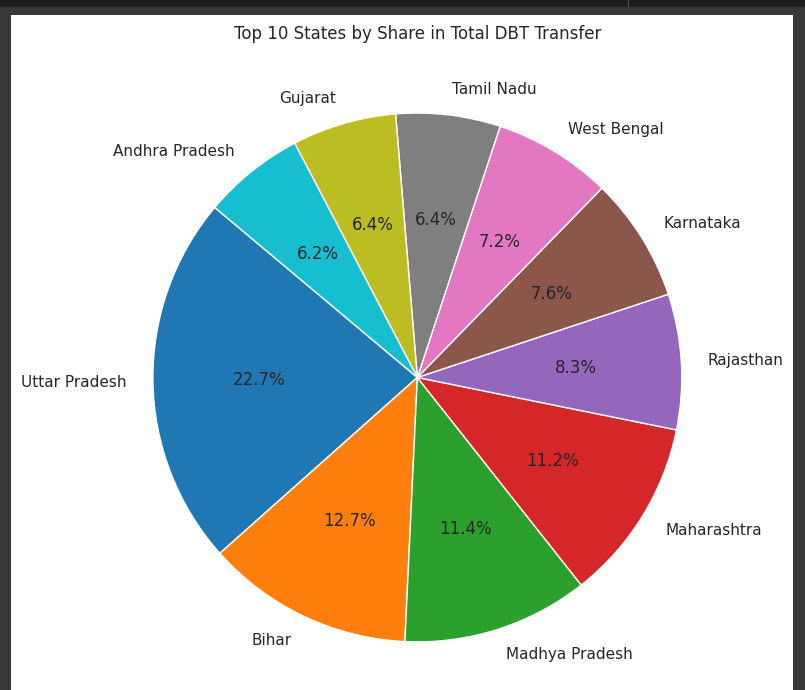 Top 10 States by Share in Total DBT Transfer
Tamil Nadu
Gujarat
West Bengal
Andhra Pradesh
Karnataka
6.4%
6.4%
7.2%
6.2%
7.6%
Rajasthan
8.3%
22.7%
Uttar Pradesh
11.2%
12.7%
11.4%
Maharashtra
Bihar
Madhya Pradesh